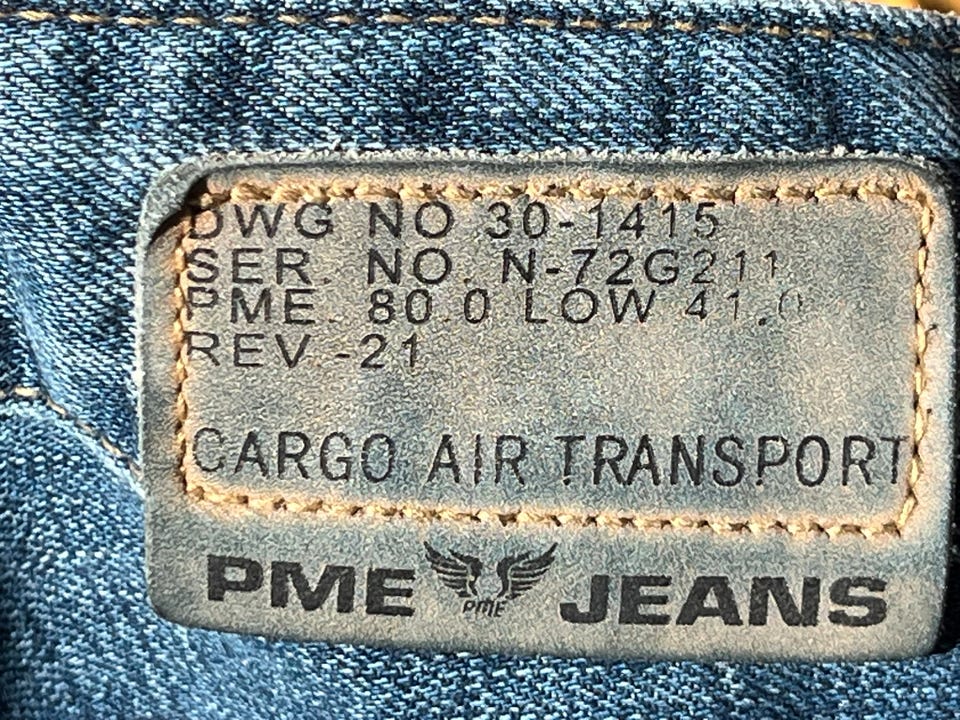 DWG NO 30-1415
SER. NO. N-72G211
PME. 80.0 LOW 41.0
REV.-21
CARGO AIR TRANSPORT
PME PME JEANS